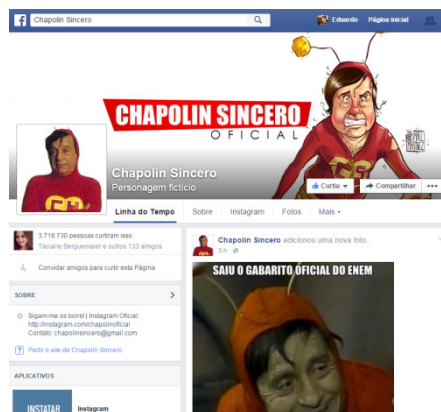 Chapolin Sincero
Eduardo
Página inicial
CHAPOLIN SINCERO
OFICIAL
Chapolin Sincero
Personagem fictício
Curtiu
Compartilhar
Linha do Tempo
Sobre
Instagram
Fotos
Mais
3.718.730 pessoas curtiram isso
Taciane Berguemaier e outros 133 amigos
Convidar amigos para curtir esta Página
SOBRE
Sigam-me os bons! | Instagram Oficial:
http://instagram.com/chapolinoficial
Contato: chapolinsincero@gmail.com
Pedir o site de Chapolin Sincero
APLICATIVOS
INSTATAB
Instagram
Chapolin Sincero adicionou uma nova foto.
3 h
SAIU O GABARITO OFICIAL DO ENEM